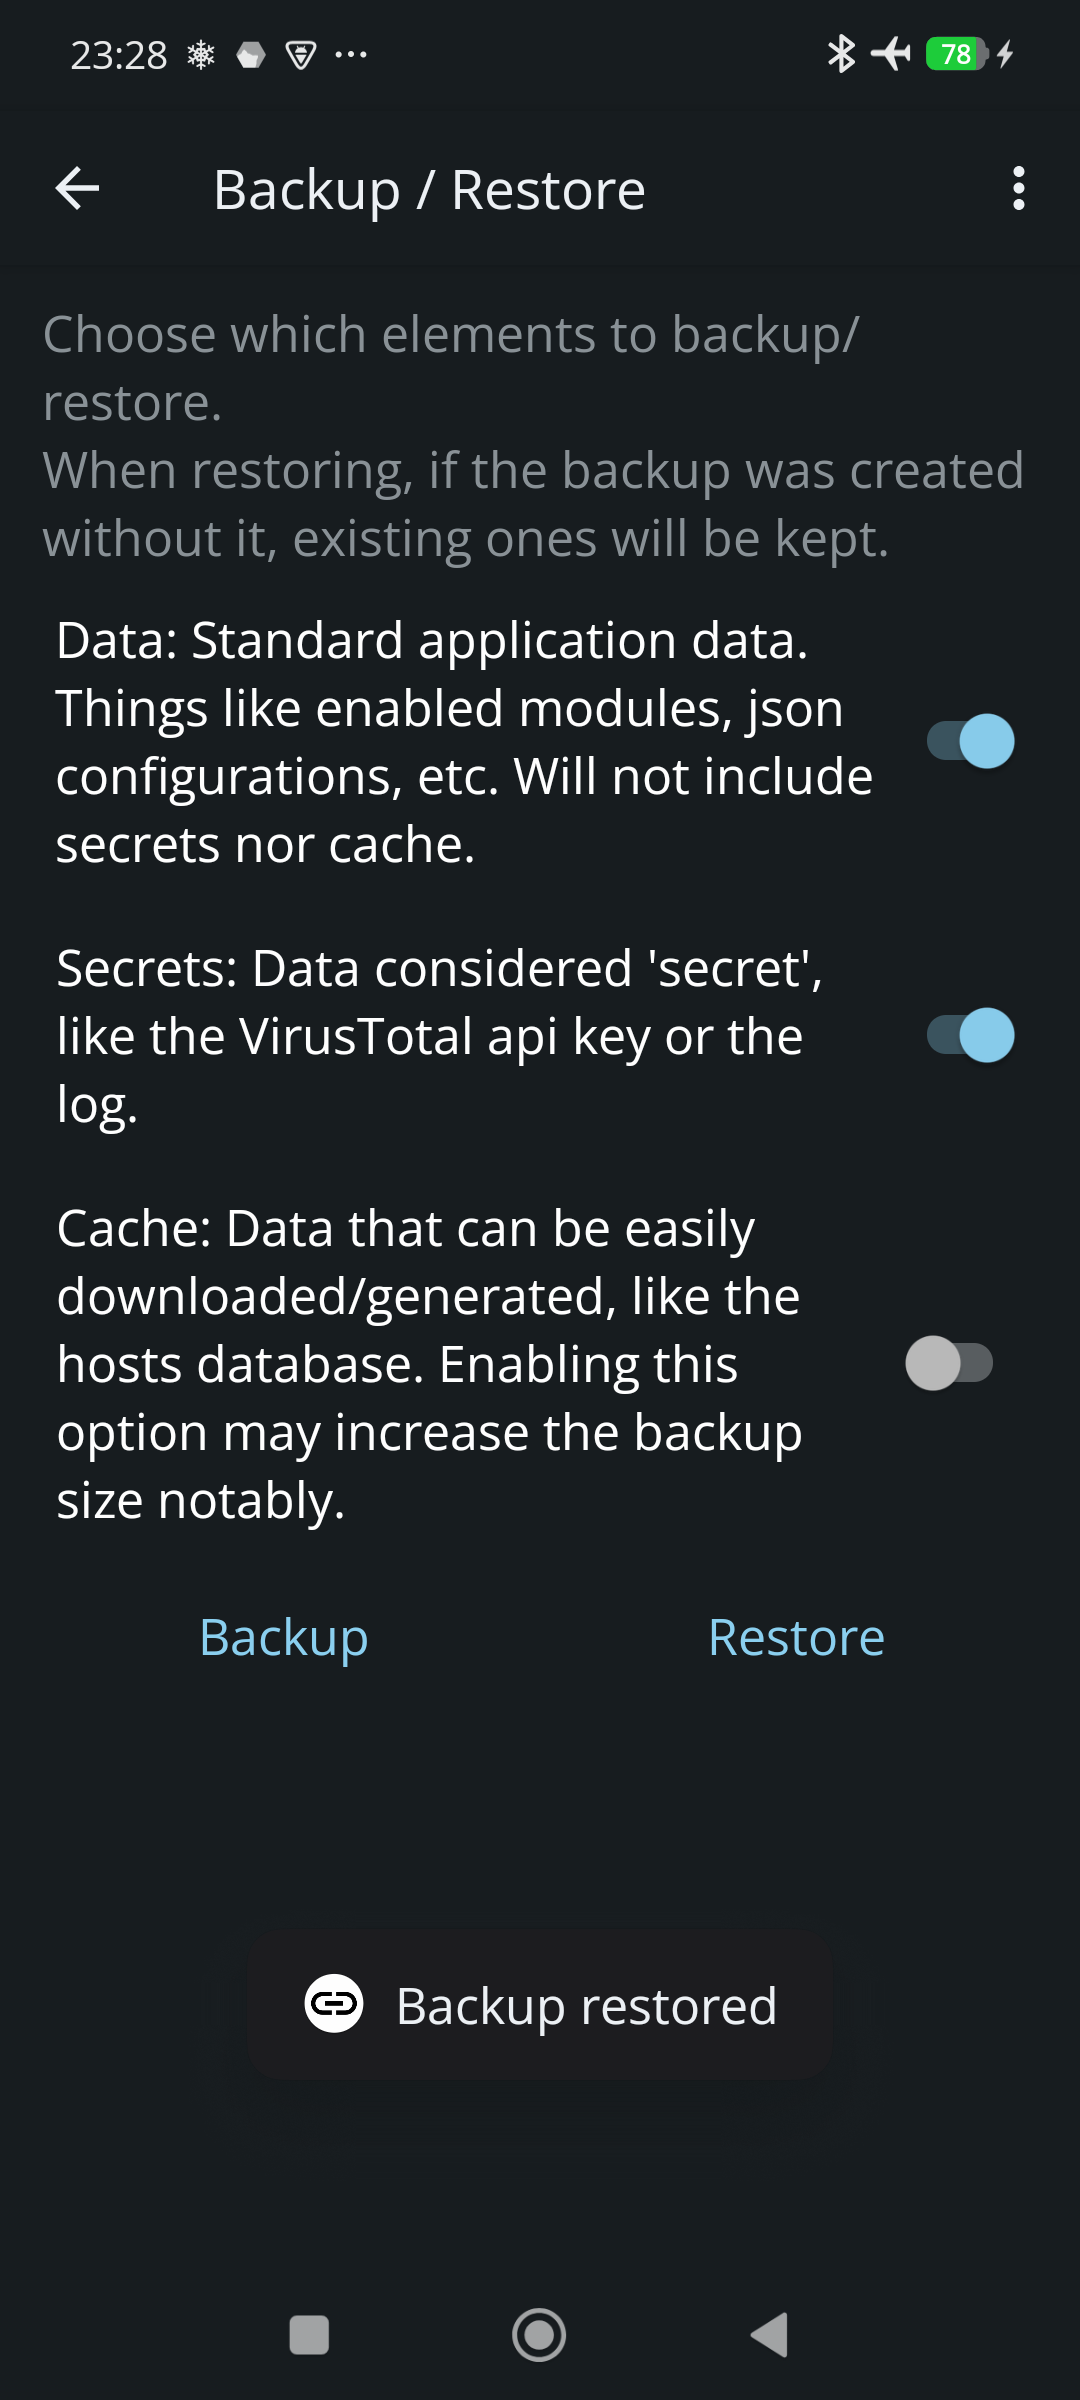 23:28
78
Backup / Restore
Choose which elements to backup/
restore.
When restoring, if the backup was created
without it, existing ones will be kept.
Data: Standard application data.
Things like enabled modules, json
configurations, etc. Will not include
secrets nor cache.
Secrets: Data considered 'secret',
like the VirusTotal api key or the
log.
Cache: Data that can be easily
downloaded/generated, like the
hosts database. Enabling this
option may increase the backup
size notably.
Backup
Restore
Backup restored